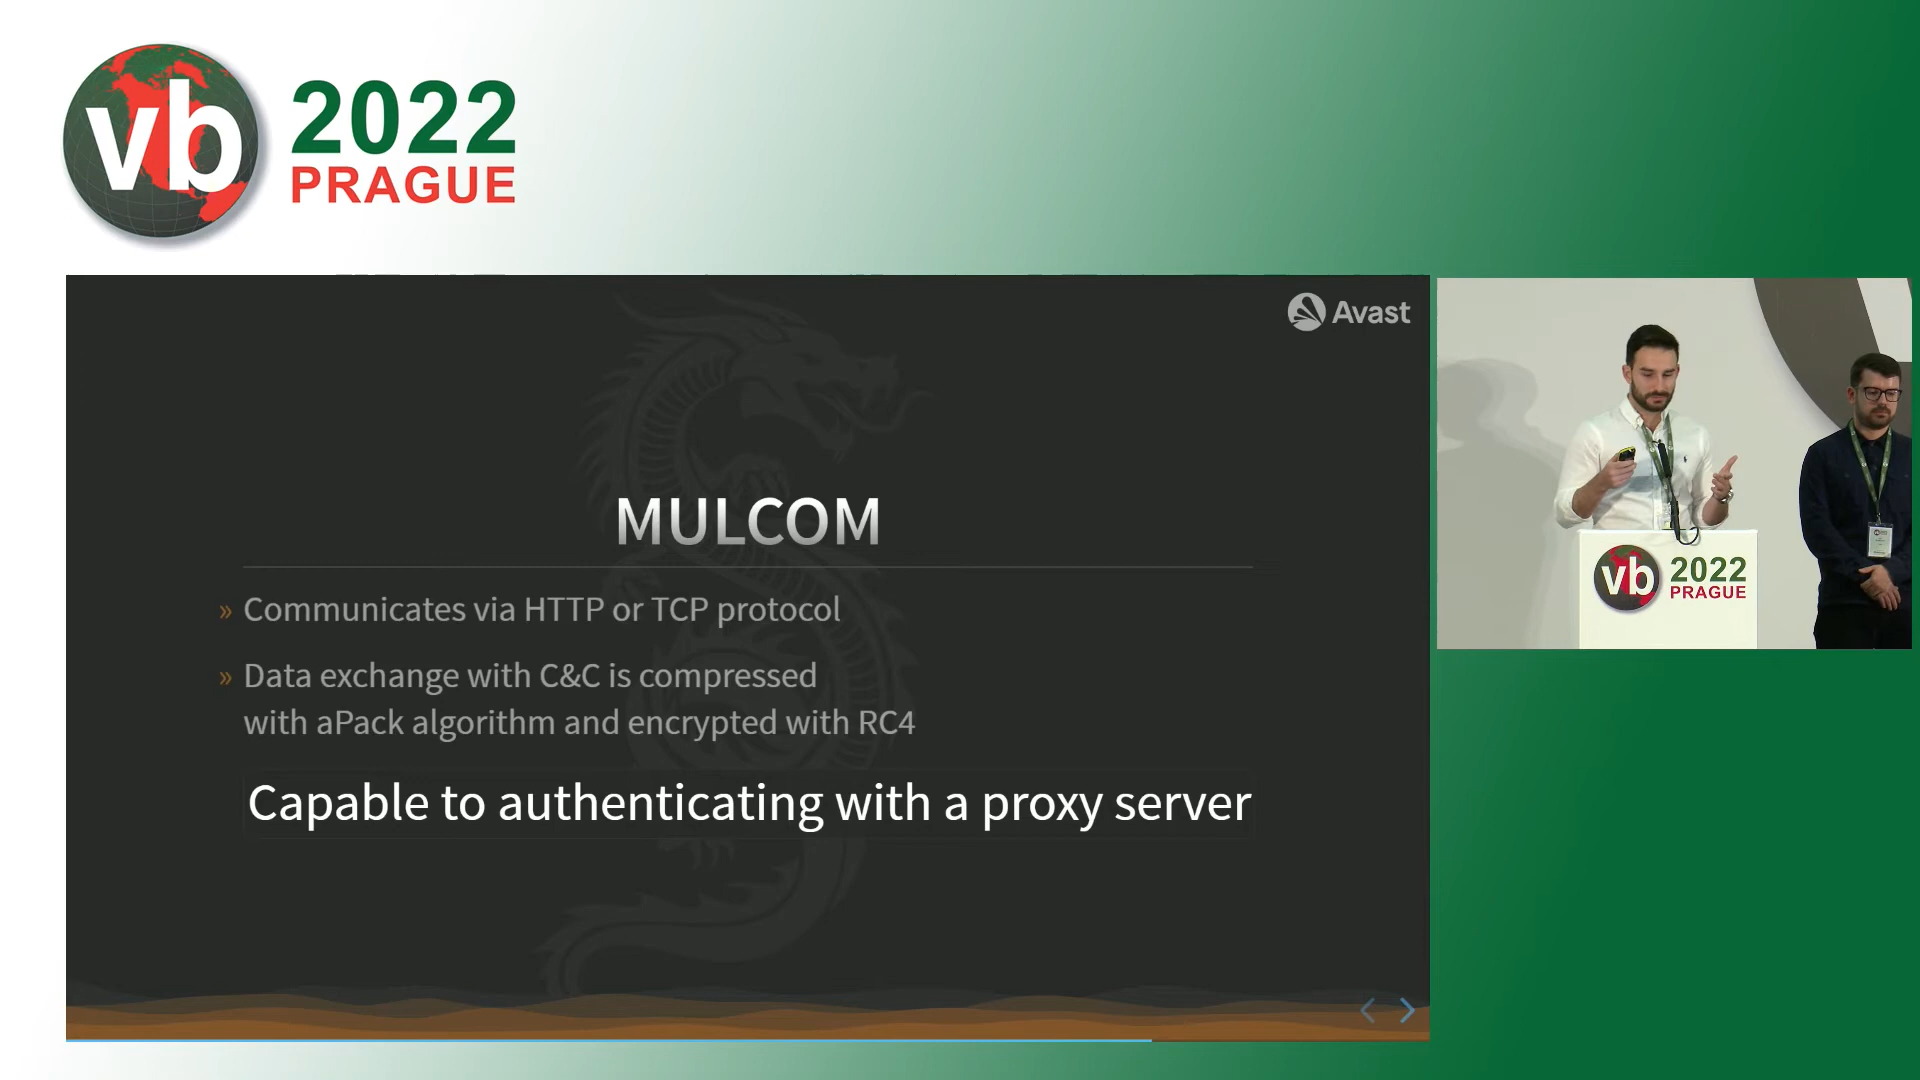 vb
2022
PRAGUE
Avast
MULCOM
» Communicates via HTTP or TCP protocol
» Data exchange with C&C is compressed
with aPack algorithm and encrypted with RC4
Capable to authenticating with a proxy server
vb
2022
PRAGUE